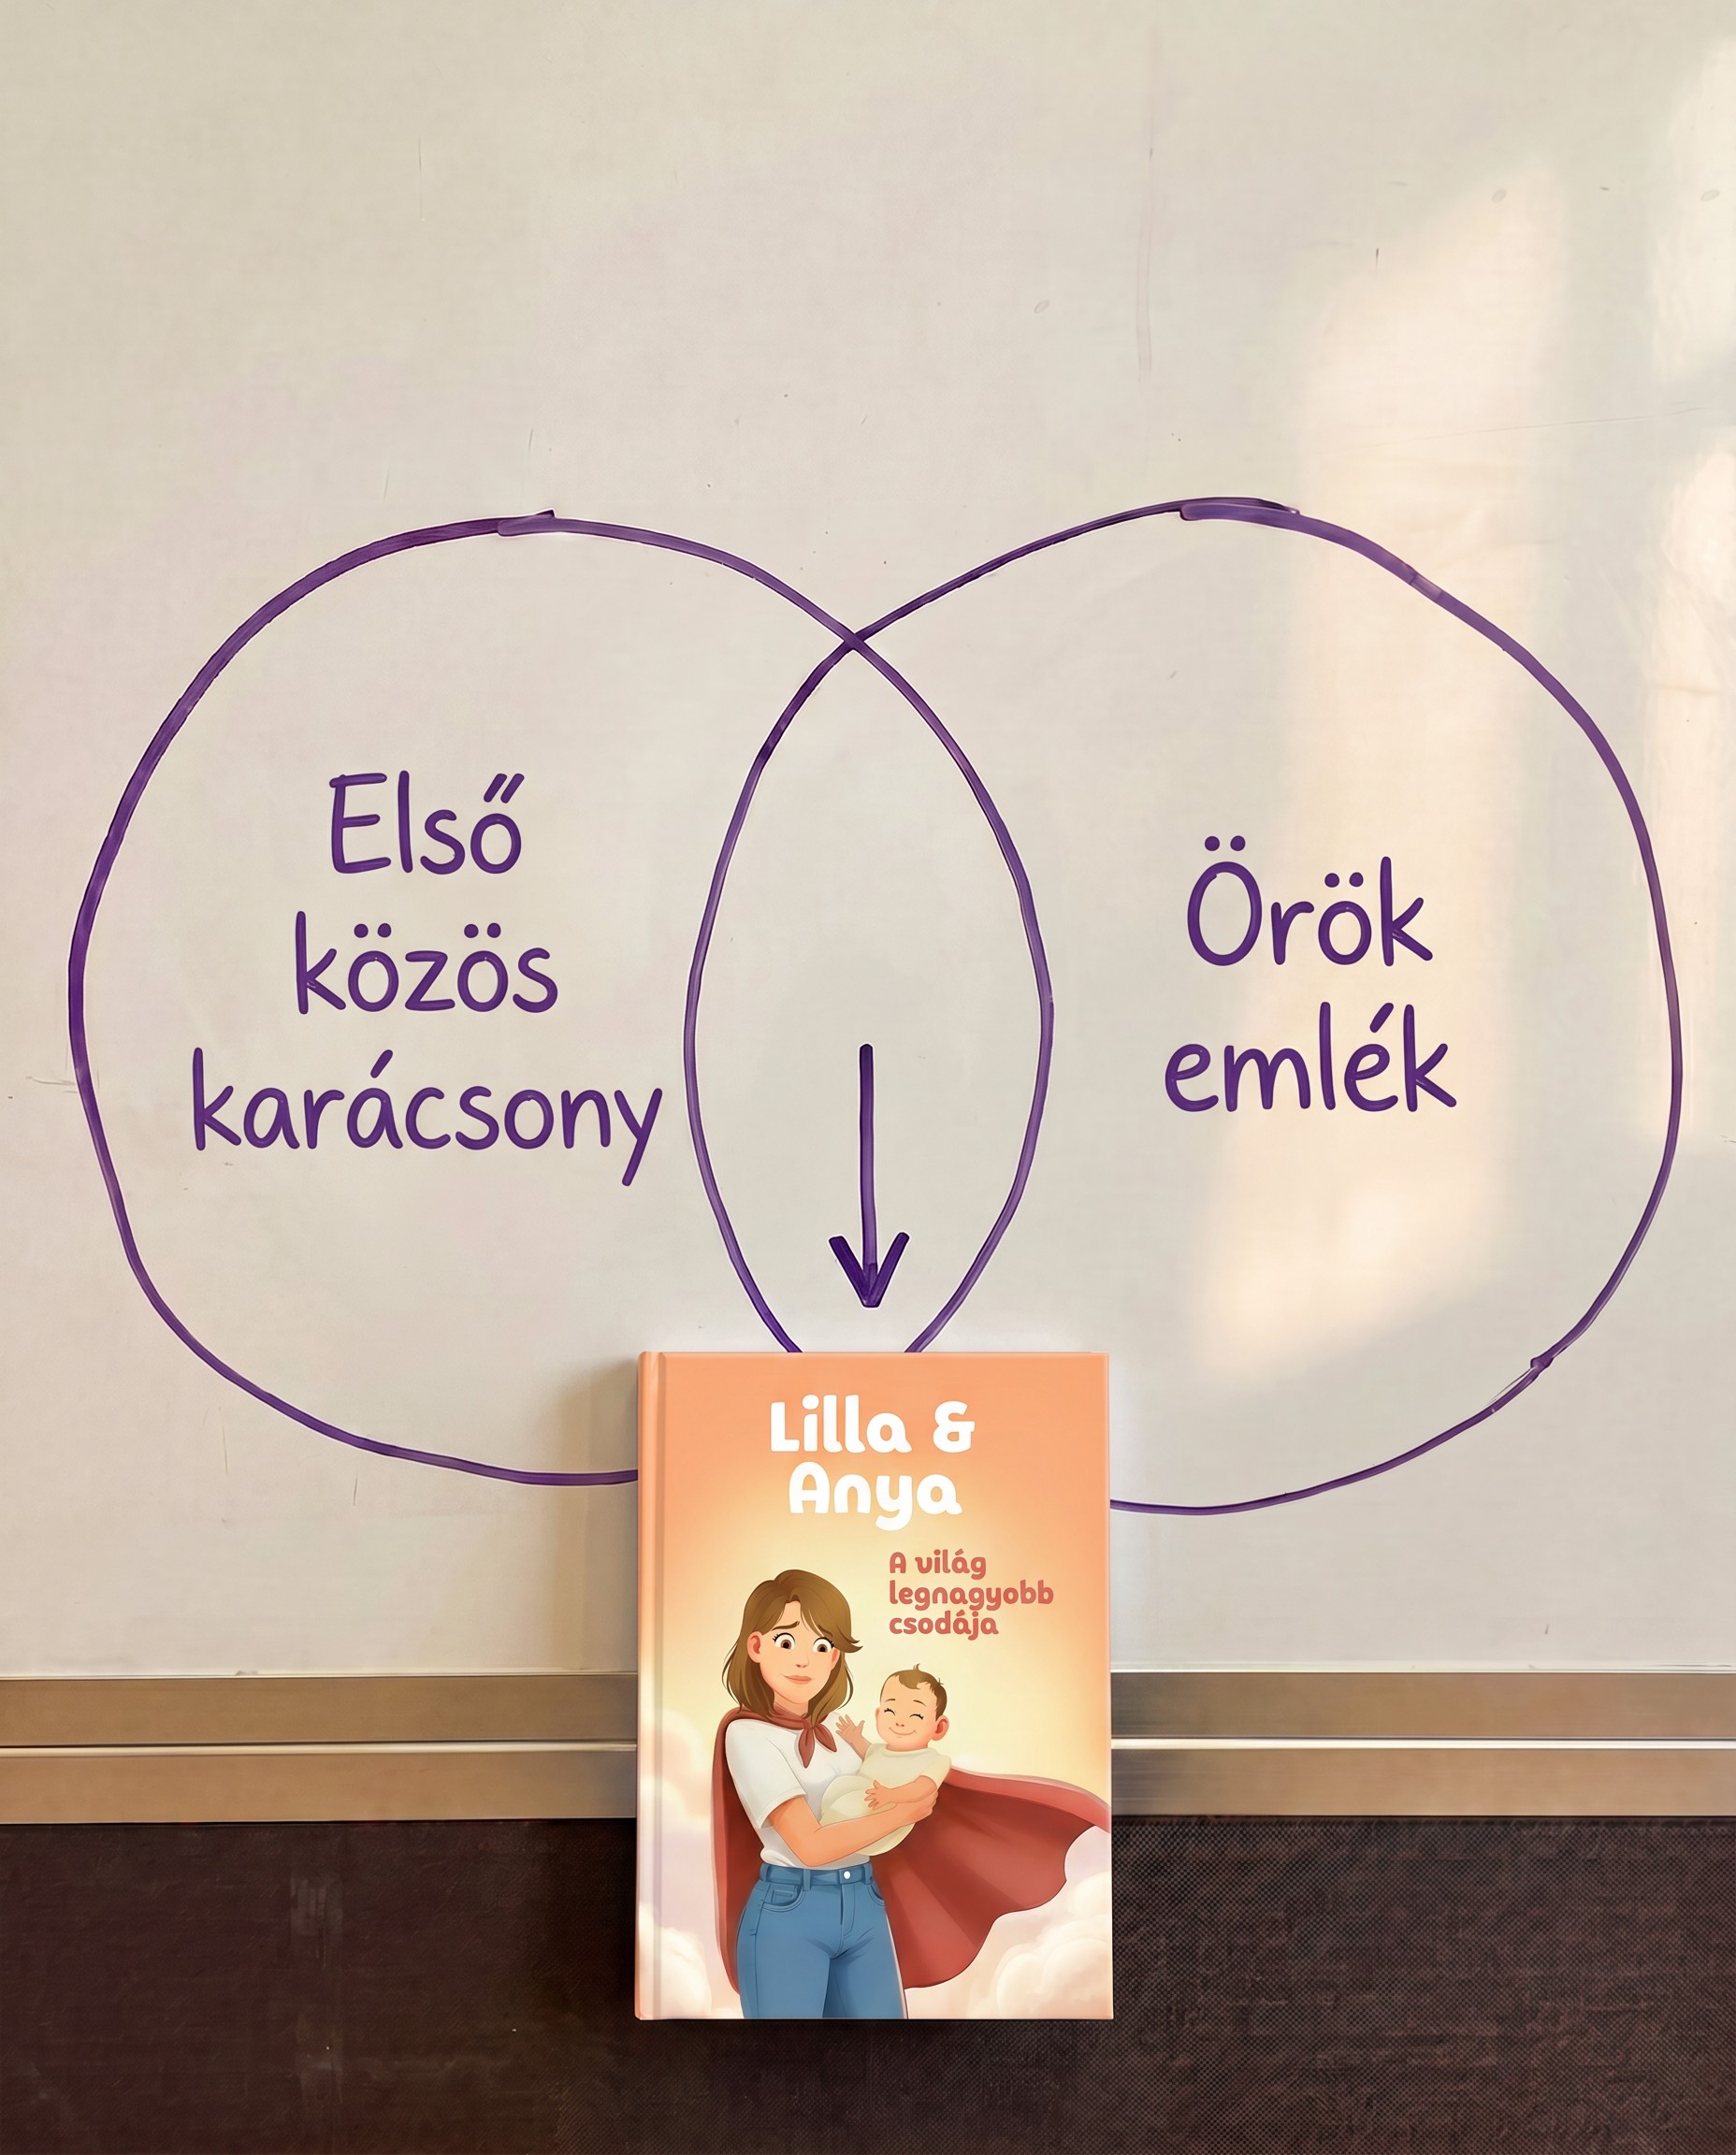 Első
közös
karácsony
Örök
emlék
Lilla &
Anya
A világ
legnagyobb
csodája